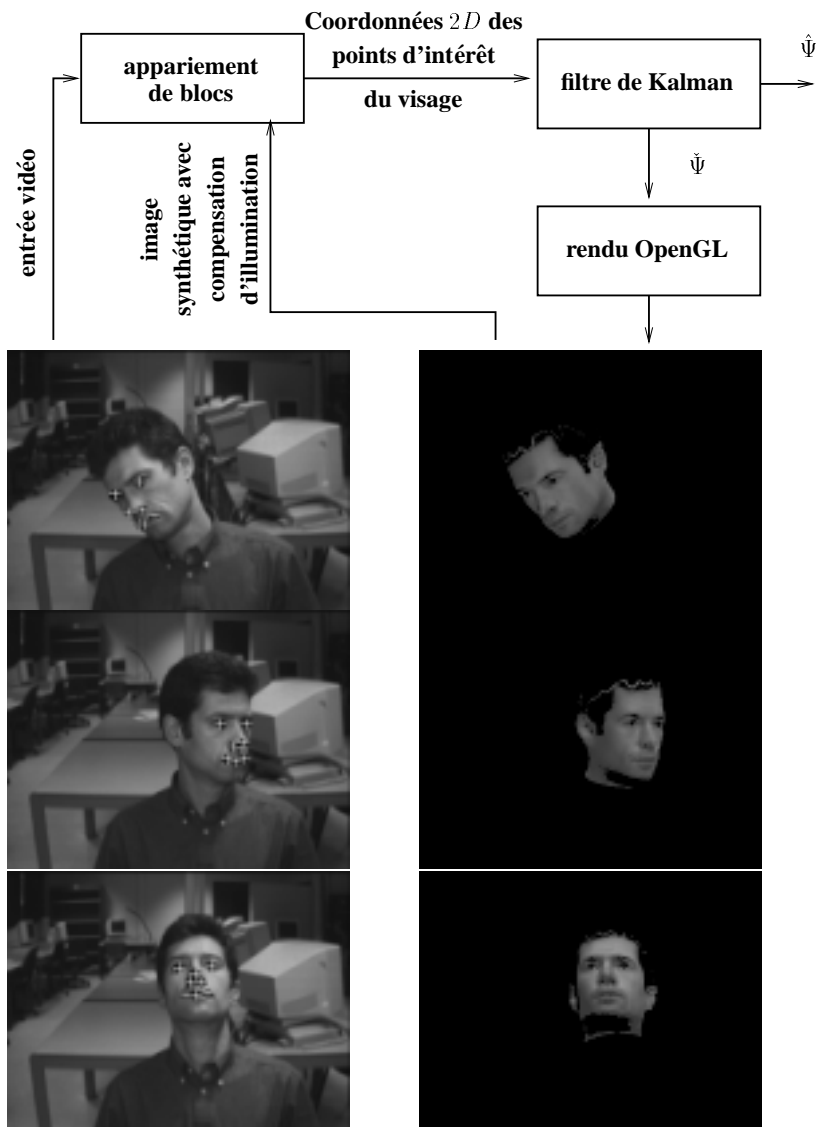 Coordonnées 2D des
points d'intérêt
du visage
appariement
de blocs
filtre de Kalman
Ψ̂
Ψ̌
rendu OpenGL
entrée vidéo
image
synthétique avec
compensation
d'illumination